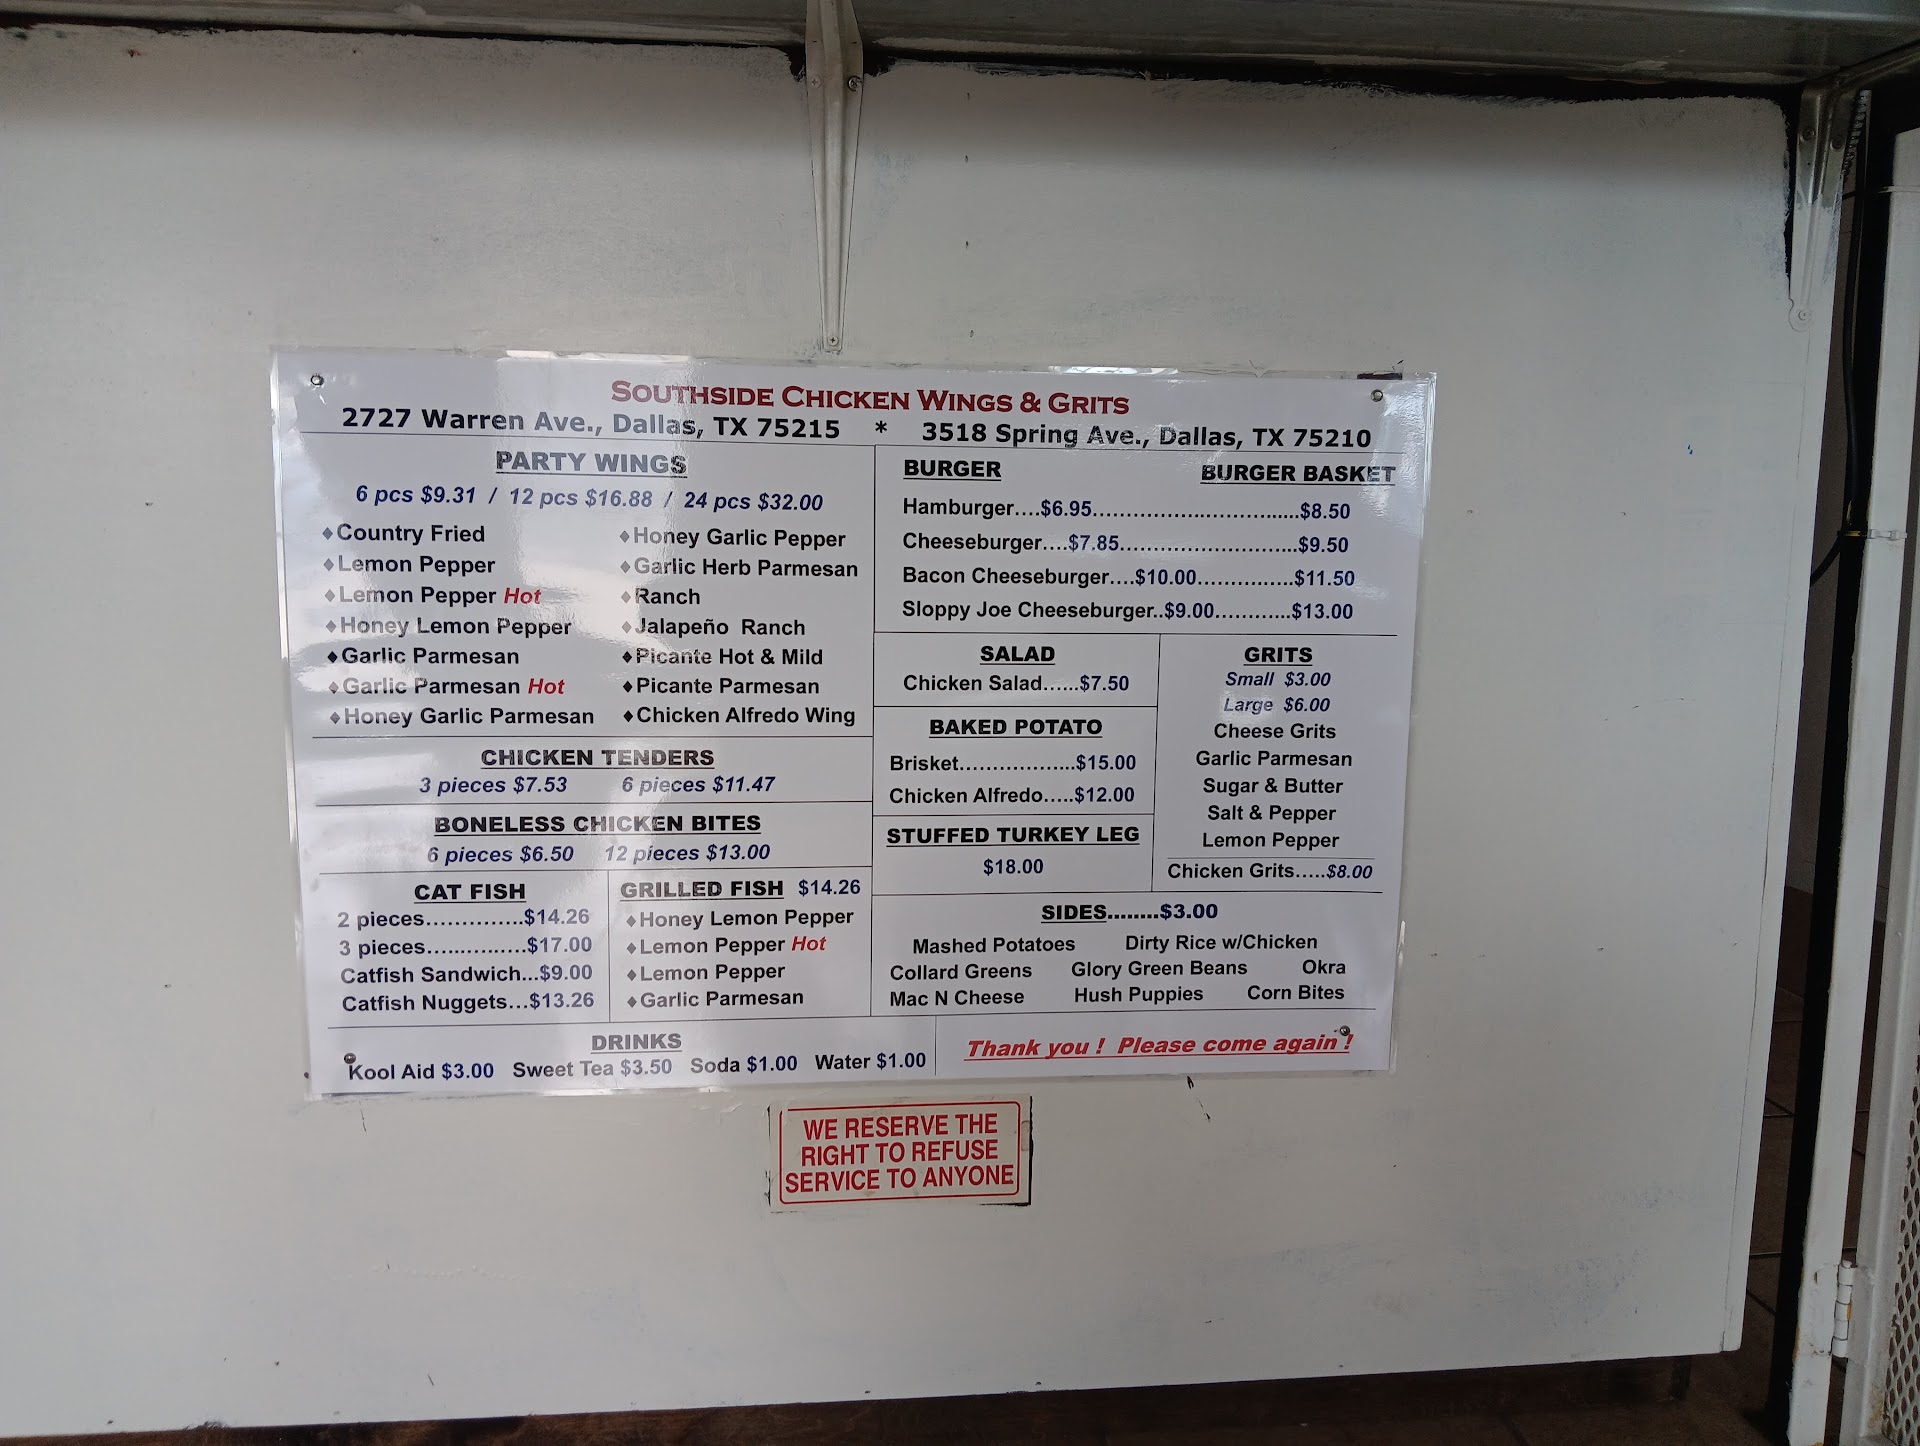 SOUTHSIDE CHICKEN WINGS & GRITS
2727 Warren Ave., Dallas, TX 75215 * 3518 Spring Ave., Dallas, TX 75210
PARTY WINGS
6 pcs $9.31 / 12 pcs $16.88 / 24 pcs $32.00
♦Country Fried
♦Lemon Pepper
♦Lemon Pepper Hot
♦Honey Lemon Pepper
♦Garlic Parmesan
♦Garlic Parmesan Hot
♦Honey Garlic Parmesan
♦Honey Garlic Pepper
♦Garlic Herb Parmesan
♦Ranch
♦Jalapeño Ranch
♦Picante Hot & Mild
♦Picante Parmesan
♦Chicken Alfredo Wing
CHICKEN TENDERS
3 pieces $7.53 6 pieces $11.47
BONELESS CHICKEN BITES
6 pieces $6.50 12 pieces $13.00
CAT FISH
2 pieces..............$14.26
3 pieces..............$17.00
Catfish Sandwich...$9.00
Catfish Nuggets...$13.26
GRILLED FISH $14.26
♦Honey Lemon Pepper
♦Lemon Pepper Hot
♦Lemon Pepper
♦Garlic Parmesan
DRINKS
Kool Aid $3.00 Sweet Tea $3.50 Soda $1.00 Water $1.00
BURGER BURGER BASKET
Hamburger....$6.95.................................$8.50
Cheeseburger....$7.85............................$9.50
Bacon Cheeseburger....$10.00...............$11.50
Sloppy Joe Cheeseburger..$9.00............$13.00
SALAD
Chicken Salad......$7.50
BAKED POTATO
Brisket..................$15.00
Chicken Alfredo.....$12.00
STUFFED TURKEY LEG
$18.00
GRITS
Small $3.00
Large $6.00
Cheese Grits
Garlic Parmesan
Sugar & Butter
Salt & Pepper
Lemon Pepper
Chicken Grits.....$8.00
SIDES........$3.00
Mashed Potatoes Dirty Rice w/Chicken
Collard Greens Glory Green Beans Okra
Mac N Cheese Hush Puppies Corn Bites
Thank you ! Please come again !
WE RESERVE THE
RIGHT TO REFUSE
SERVICE TO ANYONE